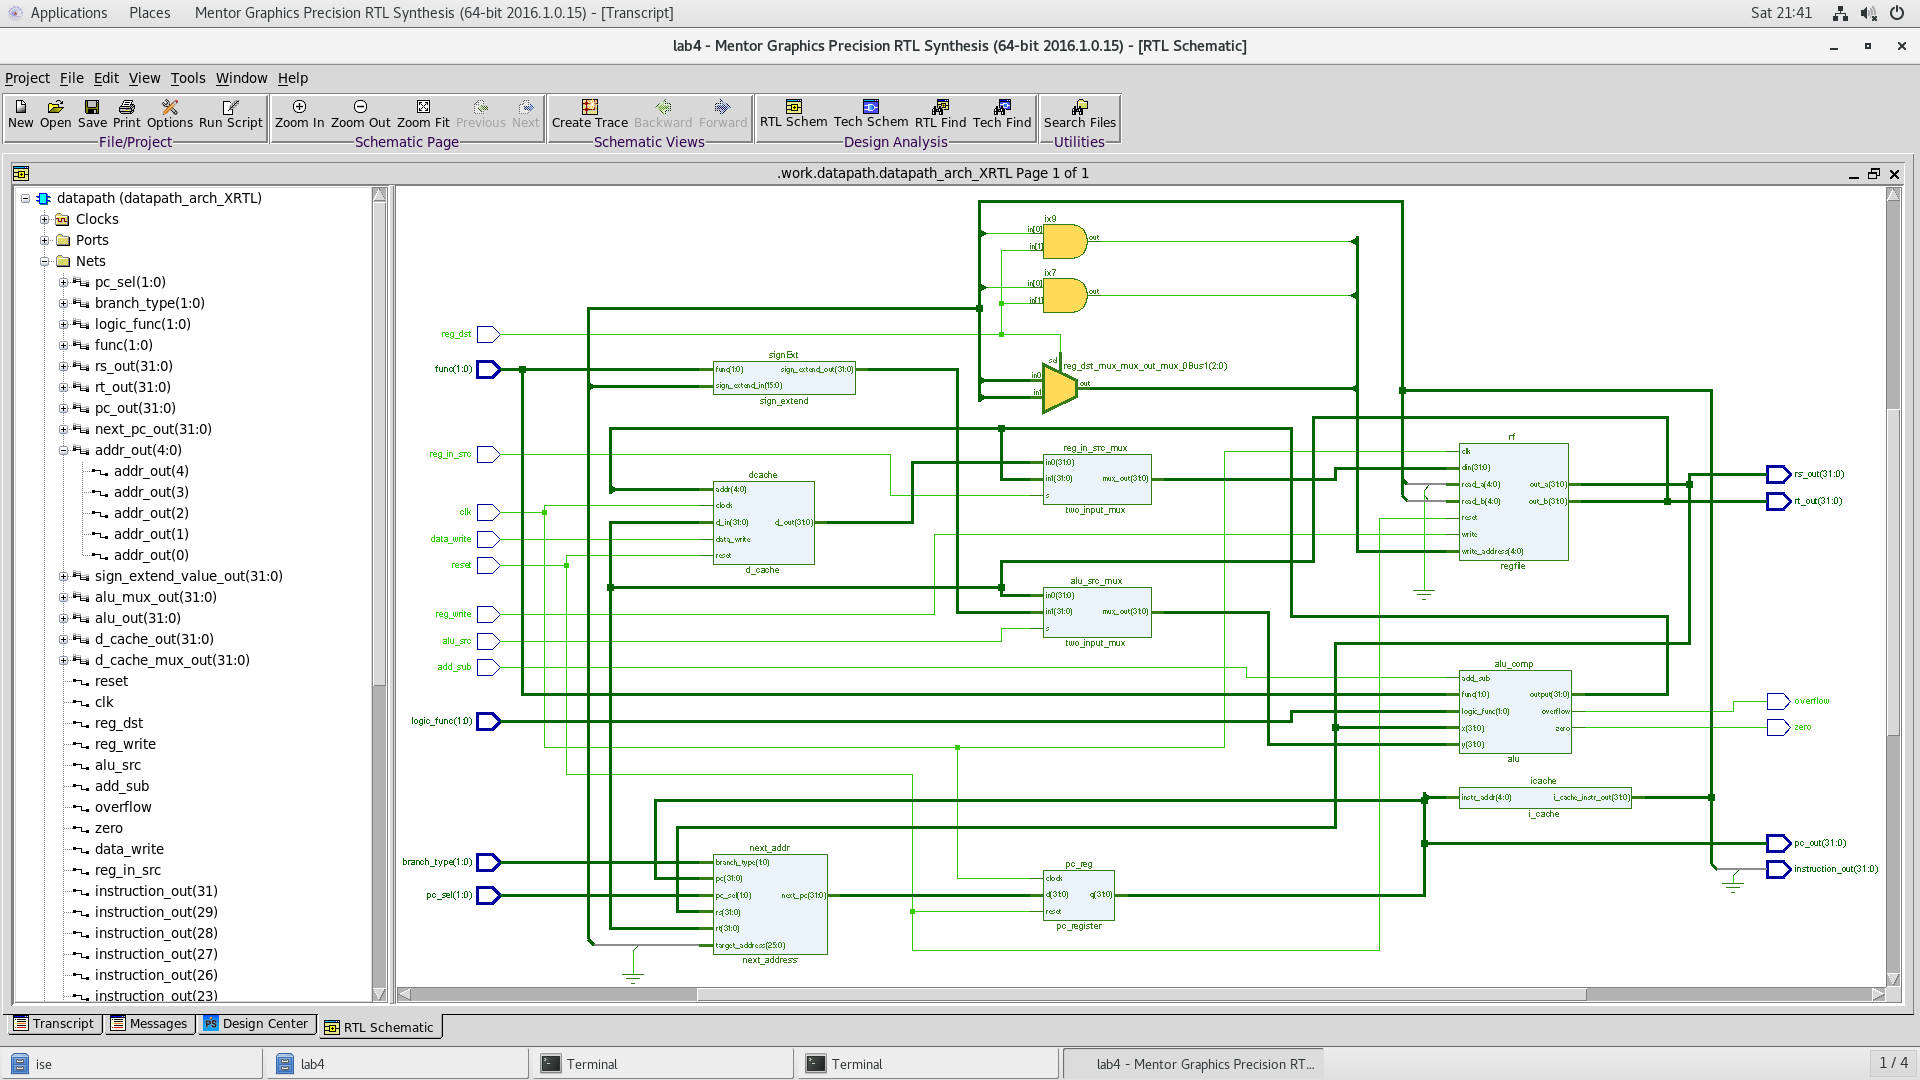 Applications Places Mentor Graphics Precision RTL Synthesis (64-bit 2016.1.0.15) - [Transcript] Sat 21:41
lab4 - Mentor Graphics Precision RTL Synthesis (64-bit 2016.1.0.15) - [RTL Schematic]
Project File Edit View Tools Window Help
New Open Save Print Options Run Script Zoom In Zoom Out Zoom Fit Previous Next Create Trace Backward Forward RTL Schem Tech Schem RTL Find Tech Find Search Files
File/Project Schematic Page Schematic Views Design Analysis Utilities
.work.datapath.datapath_arch_XRTL Page 1 of 1
datapath (datapath_arch_XRTL)
Clocks
Ports
Nets
pc_sel(1:0)
branch_type(1:0)
logic_func(1:0)
func(1:0)
rs_out(31:0)
rt_out(31:0)
pc_out(31:0)
next_pc_out(31:0)
addr_out(4:0)
addr_out(4)
addr_out(3)
addr_out(2)
addr_out(1)
addr_out(0)
sign_extend_value_out(31:0)
alu_mux_out(31:0)
alu_out(31:0)
d_cache_out(31:0)
d_cache_mux_out(31:0)
reset
clk
reg_dst
reg_write
alu_src
add_sub
overflow
zero
data_write
reg_in_src
instruction_out(31)
instruction_out(29)
instruction_out(28)
instruction_out(27)
instruction_out(26)
instruction_out(23)
reg_dst
func(1:0)
reg_in_src
clk
data_write
reset
reg_write
alu_src
add_sub
logic_func(1:0)
branch_type(1:0)
pc_sel(1:0)
signExt
func(1:0) sign_extend_out(31:0)
sign_extend_in(15:0)
sign_extend
dcache
addr(4:0)
clock
d_in(31:0) d_out(31:0)
data_write
reset
d_cache
next_addr
branch_type(1:0)
pc(31:0)
pc_sel(1:0) next_pc(31:0)
rs(31:0)
rt(31:0)
target_address(25:0)
next_address
ix9
in[0] out
in[1]
ix7
in[0] out
in[1]
sel reg_dst_mux_mux_out_mux_0Bus1(2:0)
in0 out
in1
reg_in_src_mux
in0(31:0)
in1(31:0) mux_out(31:0)
s
two_input_mux
alu_src_mux
in0(31:0)
in1(31:0) mux_out(31:0)
s
two_input_mux
pc_reg
clock
d(31:0) q(31:0)
reset
pc_register
rf
clk
din(31:0)
read_a(4:0) out_a(31:0)
read_b(4:0) out_b(31:0)
reset
write
write_address(4:0)
regfile
alu_comp
add_sub
func(1:0) output(31:0)
logic_func(1:0) overflow
x(31:0) zero
y(31:0)
alu
icache
instr_addr(4:0) i_cache_instr_out(31:0)
i_cache
rs_out(31:0)
rt_out(31:0)
overflow
zero
pc_out(31:0)
instruction_out(31:0)
Transcript Messages Design Center RTL Schematic
ise lab4 Terminal Terminal lab4 - Mentor Graphics Precision RT... 1 / 4